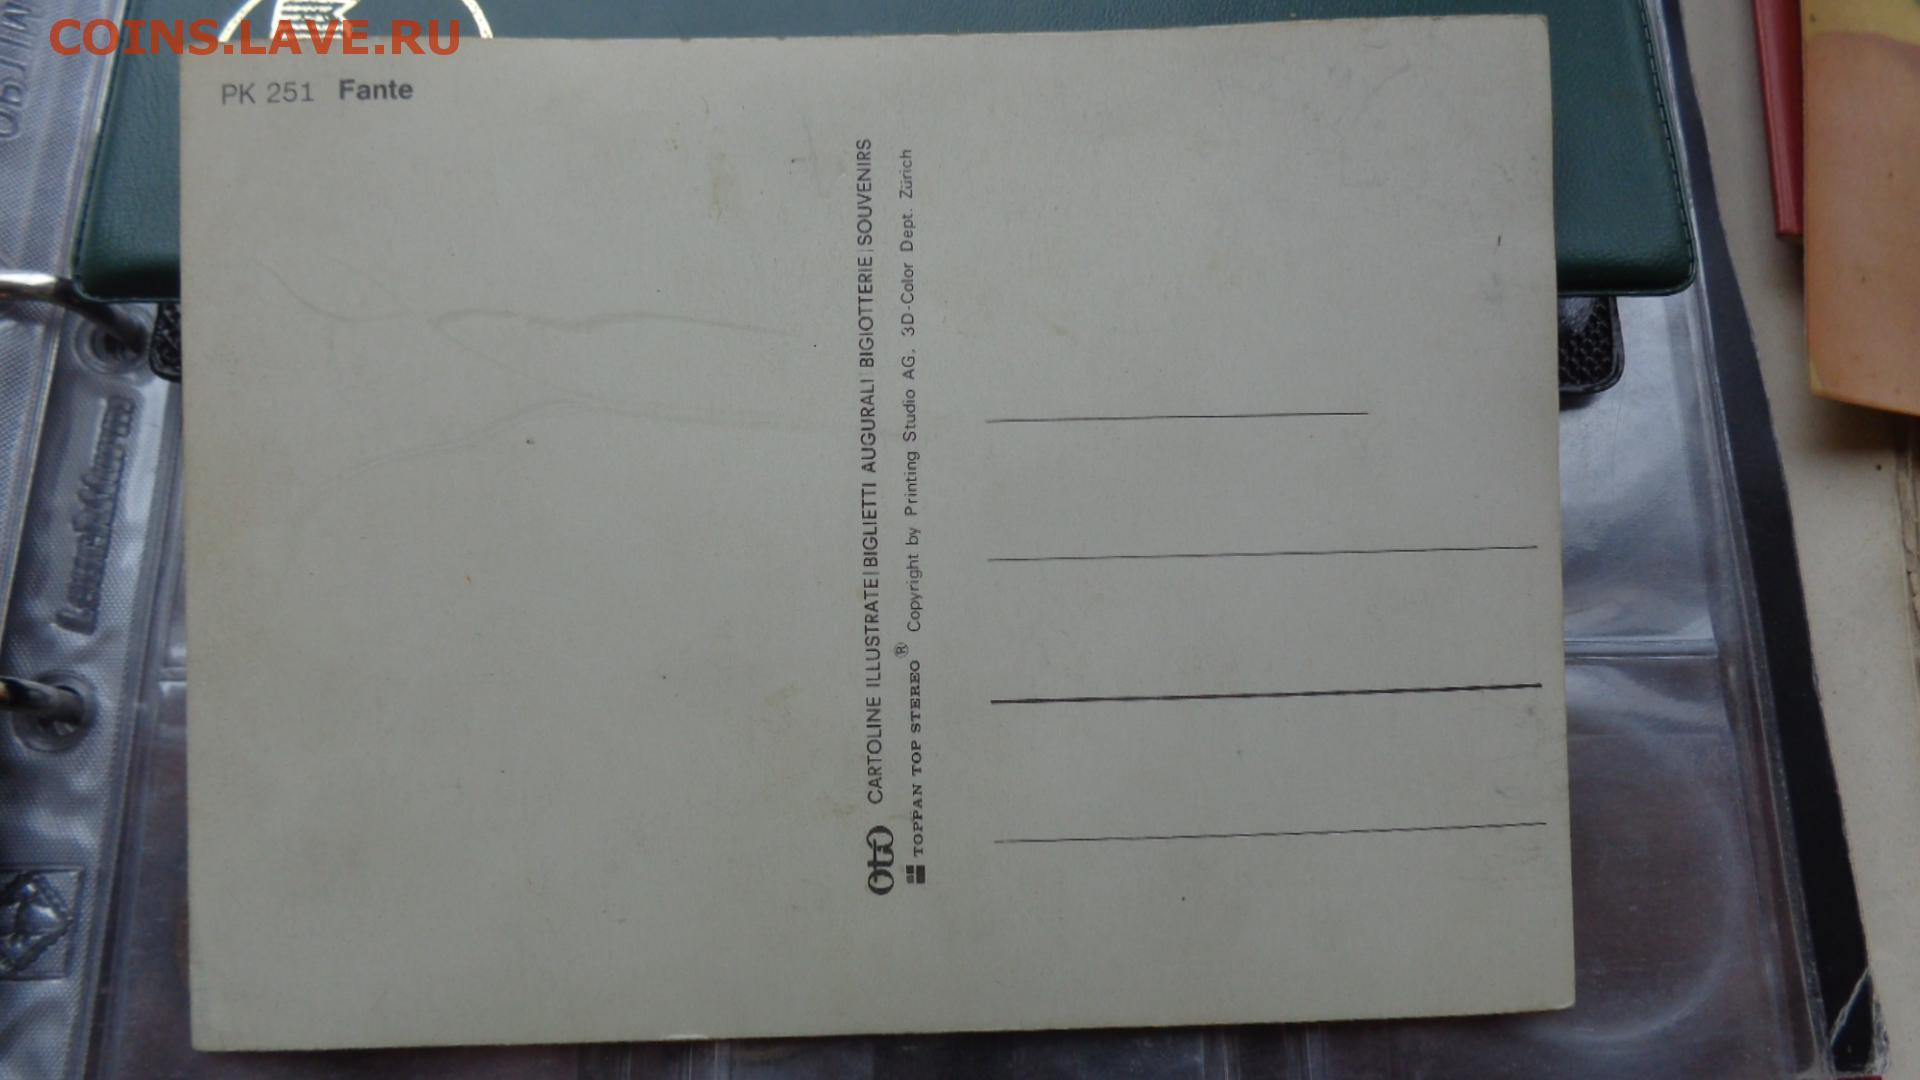 COINS.LAVE.RU
PK 251 Fante
OTO CARTOLINE ILLUSTRATE|BIGLIETTI AUGURALI|BIGIOTTERIE|SOUVENIRS
TOPPAN TOP STEREO® Copyright by Printing Studio AG, 3D-Color Dept. Zürich